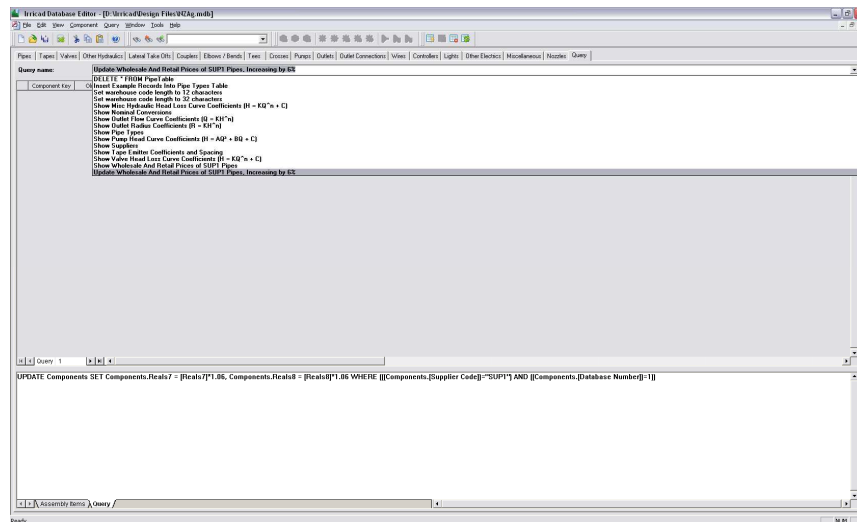 Irricad Database Editor - [D:\Irricad\Design Files\NZAg.mdb]
File Edit View Component Query Window Tools Help
Pipes Tapes Valves Other Hydraulics Lateral Take Offs Couplers Elbows / Bends Tees Crosses Pumps Outlets Outlet Connections Wires Controllers Lights Other Electrics Miscellaneous Nozzles Query
Query name: Update Wholesale And Retail Prices of SUP1 Pipes, Increasing by 6%
DELETE * FROM PipeTable
Component Key
Insert Example Records Into Pipe Types Table
Set warehouse code length to 12 characters
Set warehouse code length to 32 characters
Show Misc Hydraulic Head Loss Curve Coefficients (H = KQ^n + C)
Show Nominal Conversions
Show Outlet Flow Curve Coefficients (Q = KH^n)
Show Outlet Radius Coefficients (R = KH^n)
Show Pipe Types
Show Pump Head Curve Coefficients (H = AQ² + BQ + C)
Show Suppliers
Show Tape Emitter Coefficients and Spacing
Show Valve Head Loss Curve Coefficients (H = KQ^n + C)
Show Wholesale And Retail Prices of SUP1 Pipes
Update Wholesale And Retail Prices of SUP1 Pipes, Increasing by 6%
Query 1
UPDATE Components SET Components.Reals7 = [Reals7]*1.06, Components.Reals8 = [Reals8]*1.06 WHERE (((Components.[Supplier Code])="SUP1") AND ((Components.[Database Number])=1))
Assembly Items Query
Ready NUM